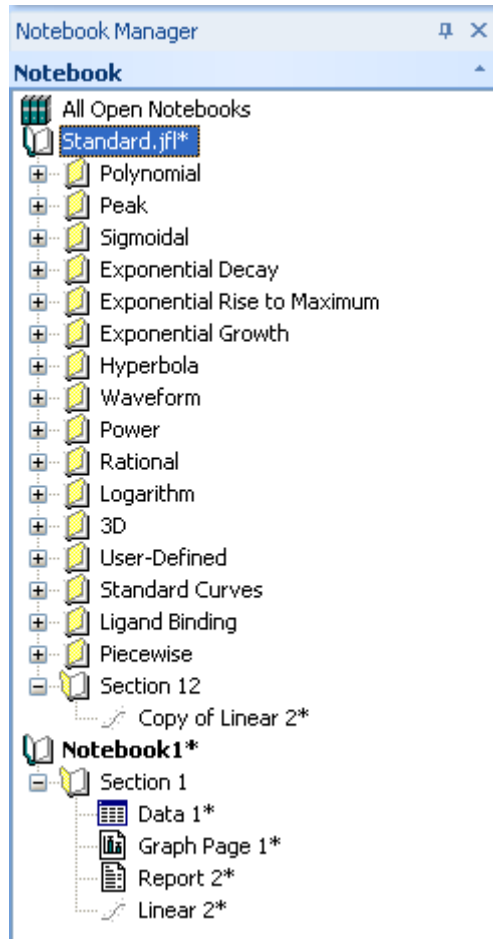 Notebook Manager
Notebook
All Open Notebooks
Standard.jfl*
Polynomial
Peak
Sigmoidal
Exponential Decay
Exponential Rise to Maximum
Exponential Growth
Hyperbola
Waveform
Power
Rational
Logarithm
3D
User-Defined
Standard Curves
Ligand Binding
Piecewise
Section 12
Copy of Linear 2*
Notebook1*
Section 1
Data 1*
Graph Page 1*
Report 2*
Linear 2*